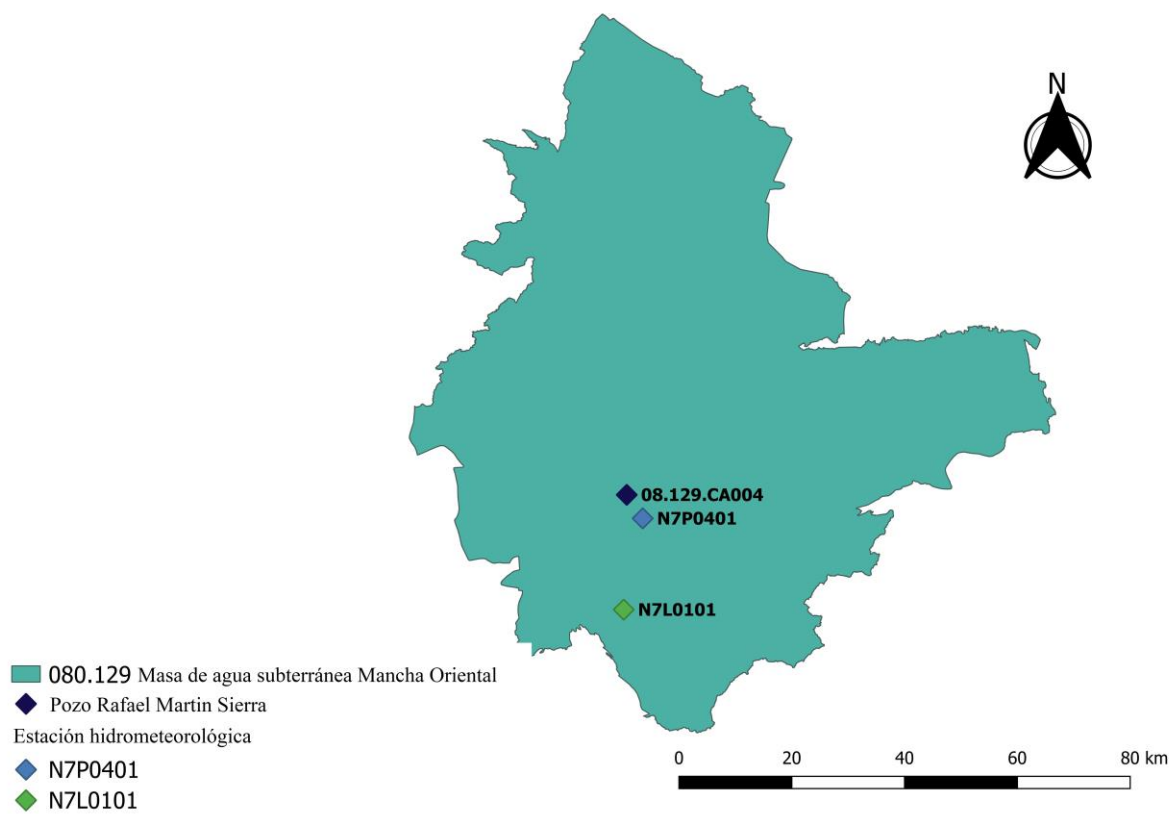 N
08.129.CA004
N7P0401
N7L0101
080.129 Masa de agua subterránea Mancha Oriental
Pozo Rafael Martin Sierra
Estación hidrometeorológica
N7P0401
N7L0101
0 20 40 60 80 km